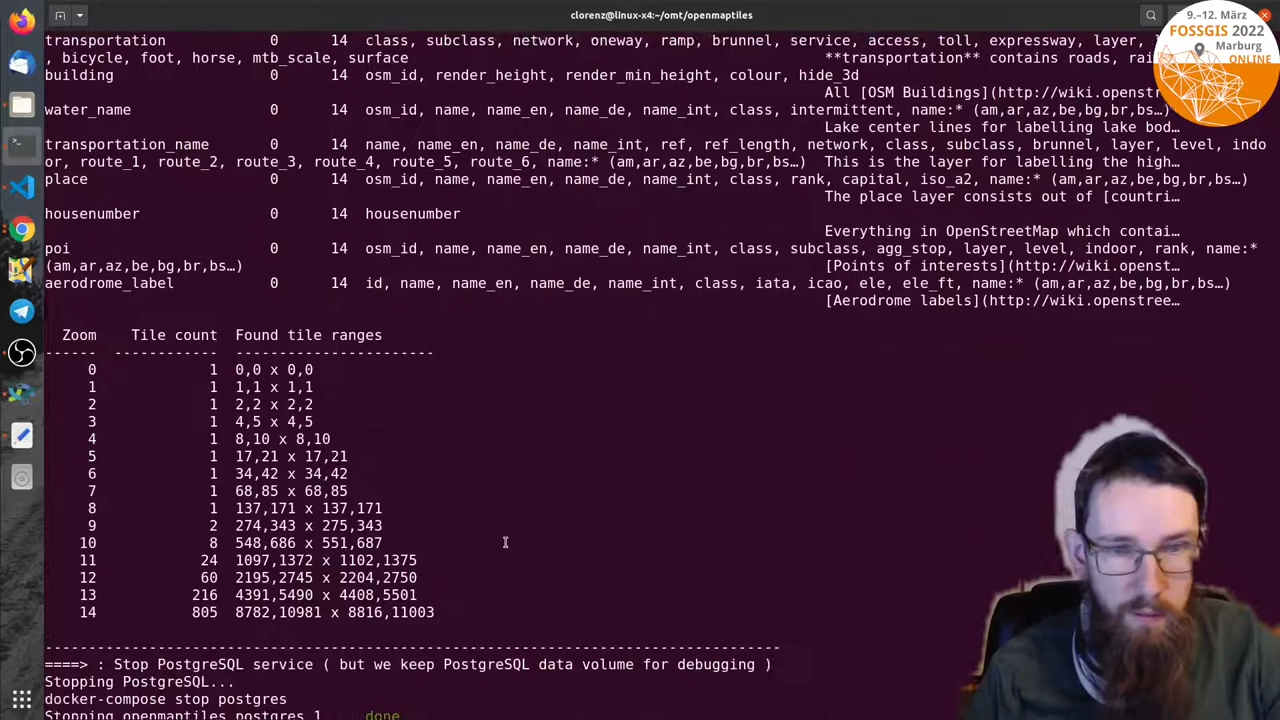 clorenz@linux-x4:~/omt/openmaptiles
9.–12. März
FOSSGIS 2022
Marburg
ONLINE
transportation 0 14 class, subclass, network, oneway, ramp, brunnel, service, access, toll, expressway, layer,
, bicycle, foot, horse, mtb_scale, surface **transportation** contains roads, rai
building 0 14 osm_id, render_height, render_min_height, colour, hide_3d
All [OSM Buildings](http://wiki.openstr
water_name 0 14 osm_id, name, name_en, name_de, name_int, class, intermittent, name:* (am,ar,az,be,bg,br,bs…)
Lake center lines for labelling lake bod…
transportation_name 0 14 name, name_en, name_de, name_int, ref, ref_length, network, class, subclass, brunnel, layer, level, indo
or, route_1, route_2, route_3, route_4, route_5, route_6, name:* (am,ar,az,be,bg,br,bs…) This is the layer for labelling the high…
place 0 14 osm_id, name, name_en, name_de, name_int, class, rank, capital, iso_a2, name:* (am,ar,az,be,bg,br,bs…)
The place layer consists out of [countri…
housenumber 0 14 housenumber
Everything in OpenStreetMap which contai…
poi 0 14 osm_id, name, name_en, name_de, name_int, class, subclass, agg_stop, layer, level, indoor, rank, name:*
(am,ar,az,be,bg,br,bs…) [Points of interests](http://wiki.openst…
aerodrome_label 0 14 id, name, name_en, name_de, name_int, class, iata, icao, ele, ele_ft, name:* (am,ar,az,be,bg,br,bs…)
[Aerodrome labels](http://wiki.openstree…
Zoom Tile count Found tile ranges
------ ------------ -----------------------
0 1 0,0 x 0,0
1 1 1,1 x 1,1
2 1 2,2 x 2,2
3 1 4,5 x 4,5
4 1 8,10 x 8,10
5 1 17,21 x 17,21
6 1 34,42 x 34,42
7 1 68,85 x 68,85
8 1 137,171 x 137,171
9 2 274,343 x 275,343
10 8 548,686 x 551,687
11 24 1097,1372 x 1102,1375
12 60 2195,2745 x 2204,2750
13 216 4391,5490 x 4408,5501
14 805 8782,10981 x 8816,11003
-------------------------------------------------------------------------------------
====> : Stop PostgreSQL service ( but we keep PostgreSQL data volume for debugging )
Stopping PostgreSQL...
docker-compose stop postgres
Stopping openmaptiles_postgres_1 ... done